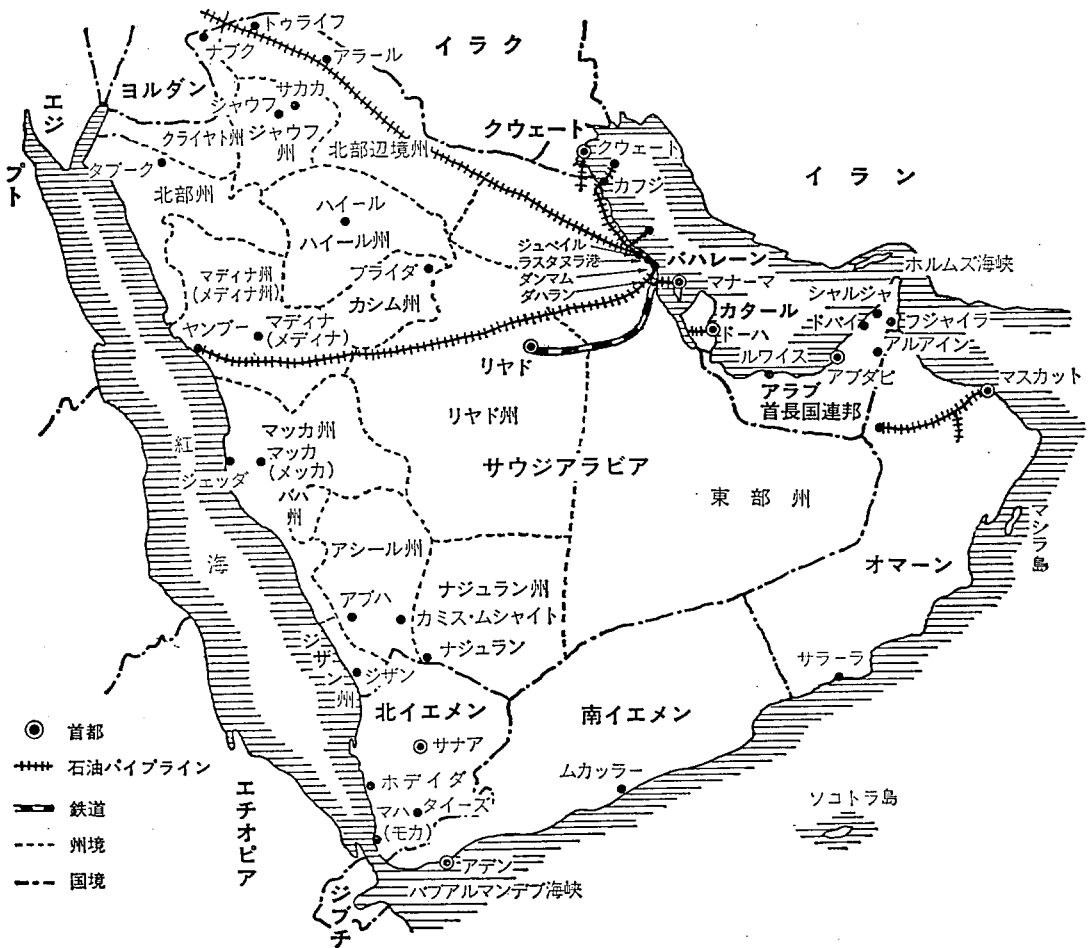 トゥライフ
ナブク
イラク
アラール
ヨルダン
エジプト
サカカ
ジャウフ
ジャウフ州
クライヤト州
北部辺境州
クウェート
クウェート
カフジ
イラン
タブーク
北部州
ハイール
ハイール州
ブライダ
カシム州
マディナ州
(メディナ州)
マディナ
(メディナ)
ヤンブー
ジュベイル
ラスタヌラ港
ダンマム
ダハラン
バハレーン
マナーマ
カタール
ドーハ
ホルムズ海峡
シャルジャ
ドバイ
フジャイラ
アルアイン
ルワイス
アブダビ
アラブ
首長国連邦
マスカット
リヤド
リヤド州
マッカ州
マッカ
(メッカ)
ジェッダ
紅海
バハ州
サウジアラビア
東部州
マシラ島
オマーン
アシール州
ナジュラン州
アブハ
カミス・ムシャイト
ナジュラン
ジーザーン州
ジザン
サラーラ
北イエメン
南イエメン
サナア
ムカッラー
ホデイダ
タイーズ
マハ
(モカ)
ソコトラ島
エチオピア
アデン
バブアルマンデブ海峡
ジブチ
首都
石油パイプライン
鉄道
州境
国境